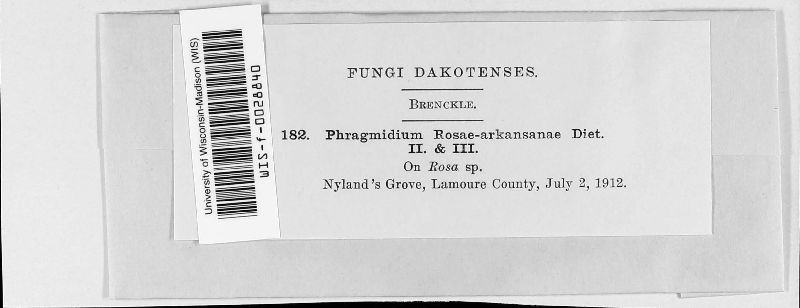 University of Wisconsin-Madison (WIS)
WIS-f-0028840
FUNGI DAKOTENSES.
BRENCKLE.
182. Phragmidium Rosae-arkansanae Diet.
II. & III.
On Rosa sp.
Nyland's Grove, Lamoure County, July 2, 1912.